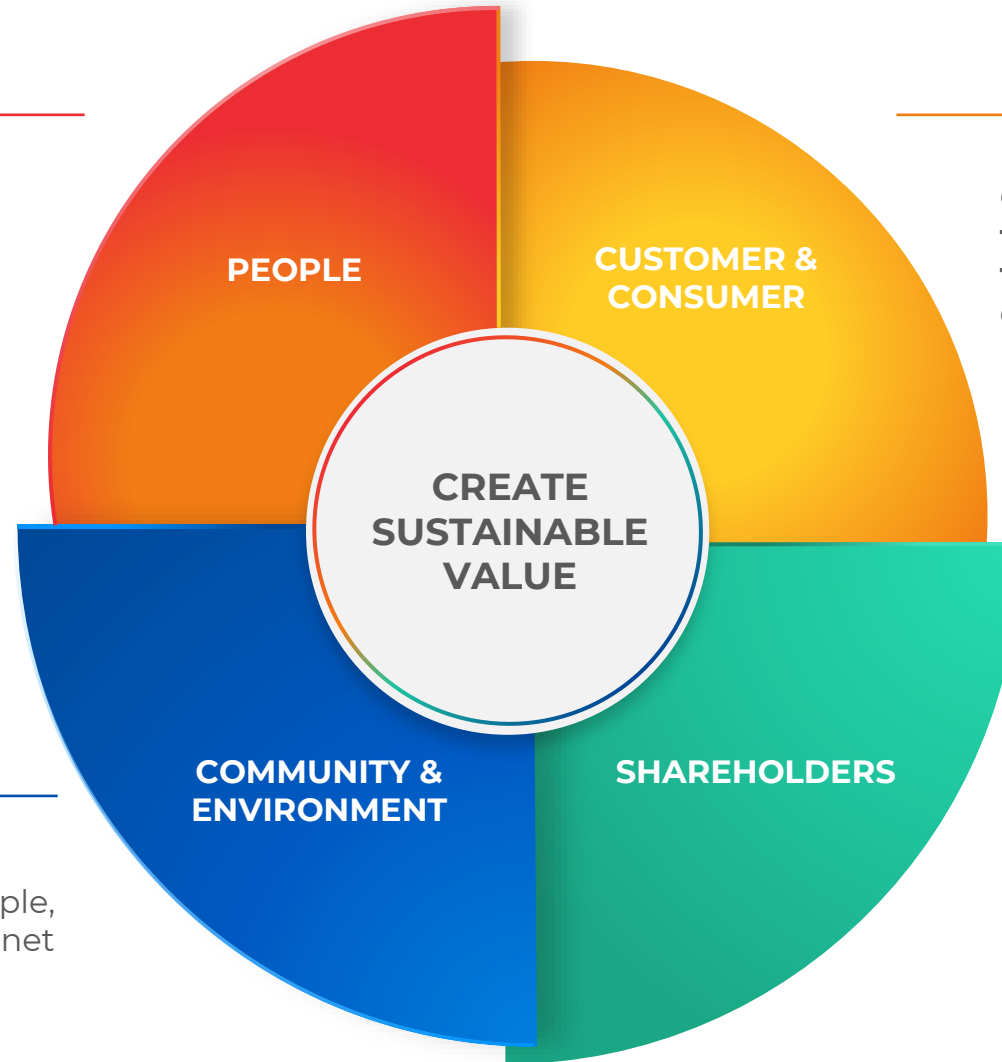 PEOPLE
CUSTOMER &
CONSUMER
CREATE
SUSTAINABLE
VALUE
COMMUNITY &
ENVIRONMENT
SHAREHOLDERS
ple,
net